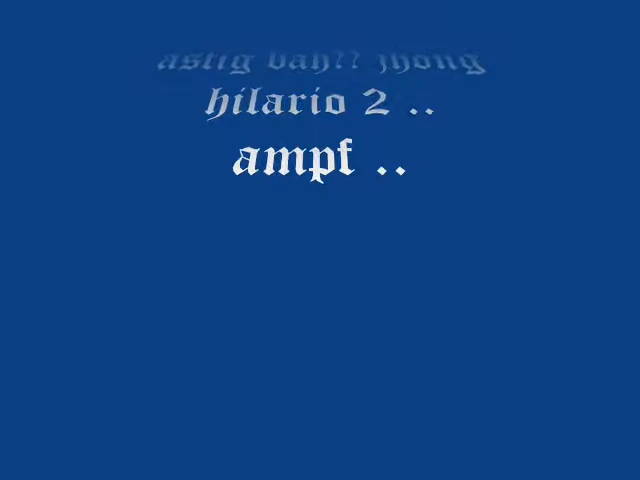 astig bah?? jhong
hilario 2 ..
ampf ..